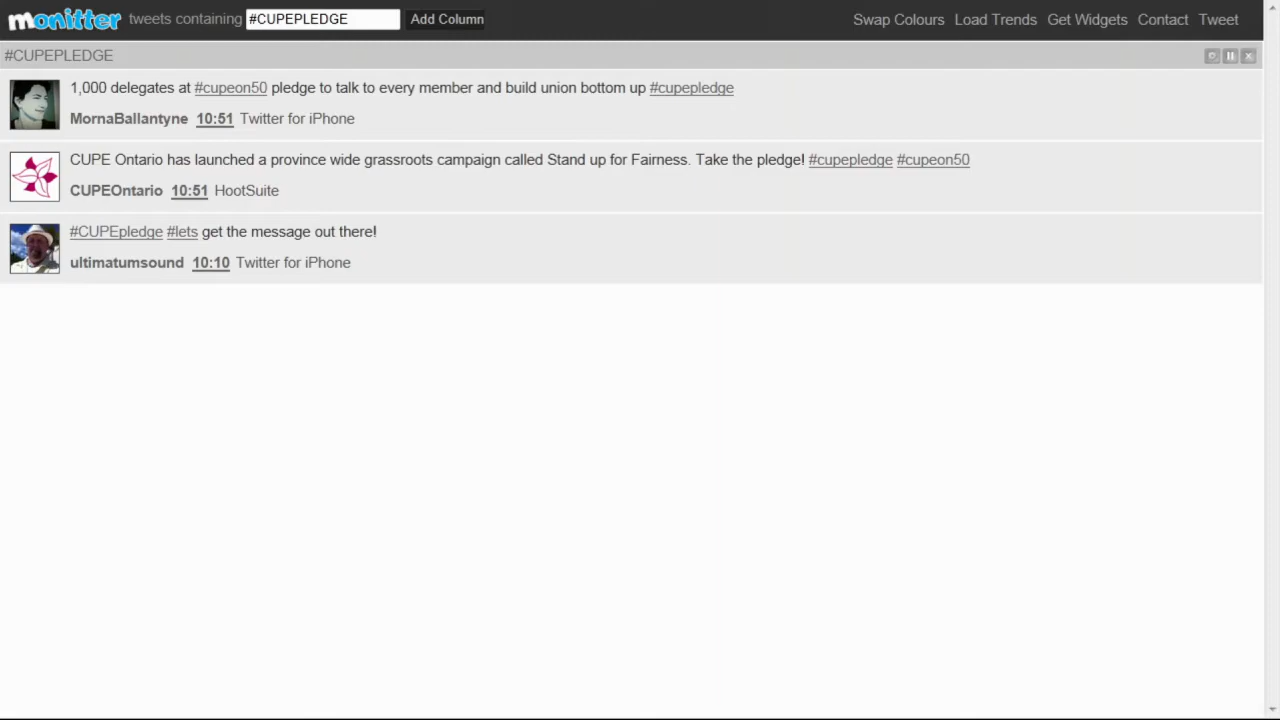 monitter tweets containing #CUPEPLEDGE Add Column Swap Colours Load Trends Get Widgets Contact Tweet
#CUPEPLEDGE
1,000 delegates at #cupeon50 pledge to talk to every member and build union bottom up #cupepledge
MornaBallantyne 10:51 Twitter for iPhone
CUPE Ontario has launched a province wide grassroots campaign called Stand up for Fairness. Take the pledge! #cupepledge #cupeon50
CUPEOntario 10:51 HootSuite
#CUPEpledge #lets get the message out there!
ultimatumsound 10:10 Twitter for iPhone